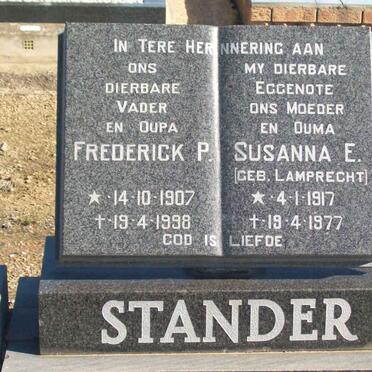 In Tere Herinnering aan
ons
dierbare
Vader
en Oupa
Frederick P.
★ 14·10·1907
✝ 19·4·1998
my dierbare
Eggenote
ons Moeder
en Ouma
Susanna E.
(geb. Lamprecht)
★ 4·1·1917
✝ 19·4·1977
God is Liefde
STANDER